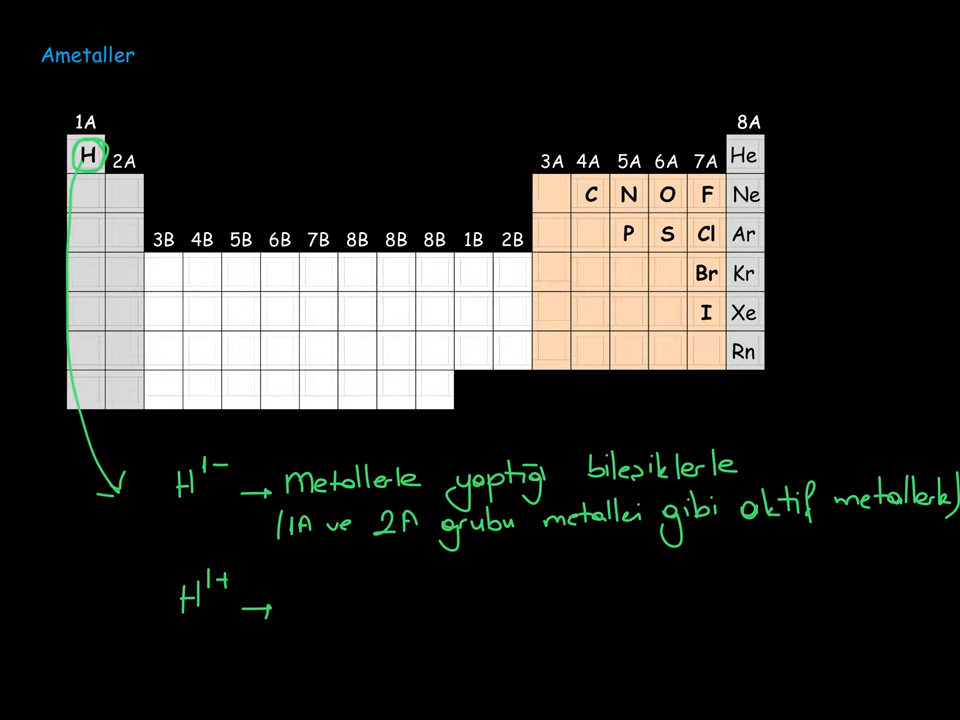 Ametaller
1A 8A
H 2A 3A 4A 5A 6A 7A He
C N O F Ne
3B 4B 5B 6B 7B 8B 8B 8B 1B 2B P S Cl Ar
Br Kr
I Xe
Rn
H¹⁻ → Metallerle yaptığı bileşiklerle
(1A ve 2A grubu metallei gibi aktif metallerle)
H¹⁺ →